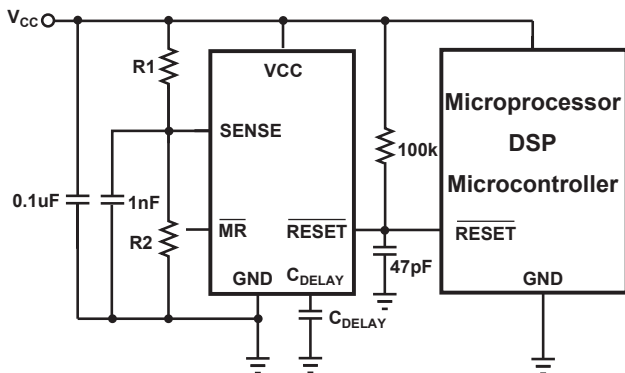 VCC
R1
VCC
SENSE
0.1uF
1nF
R2
MR
RESET
GND
CDELAY
CDELAY
100k
47pF
Microprocessor
DSP
Microcontroller
RESET
GND